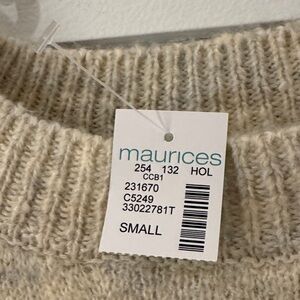 maurices
254 132 HOL
CCB1
231670
C5249
33022781T
SMALL